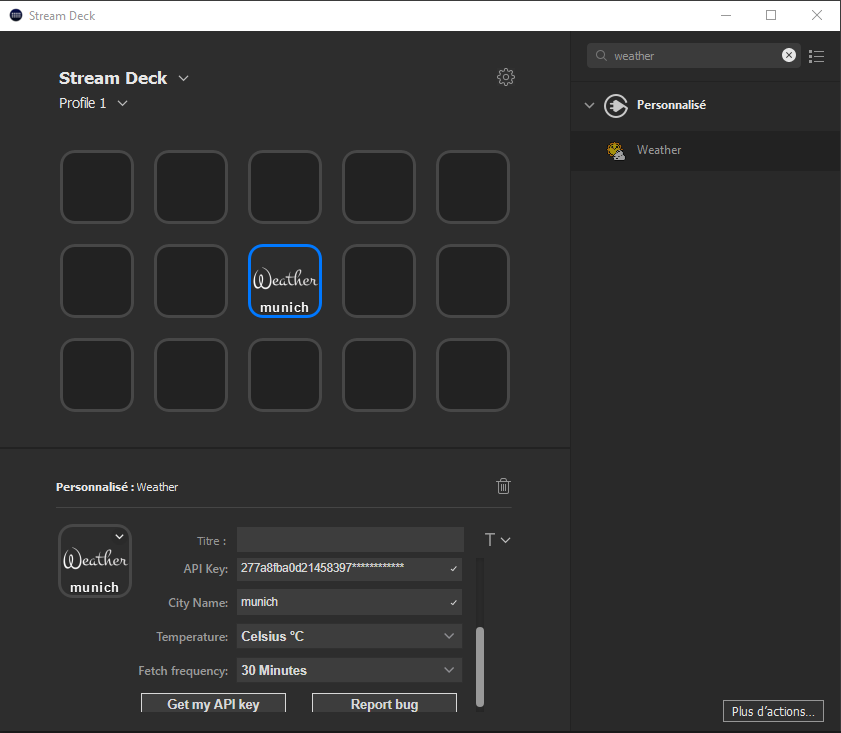 Stream Deck
weather
Stream Deck
Profile 1
Personnalisé
Weather
Weather
munich
Personnalisé : Weather
Weather
munich
Titre :
T
API Key: 277a8fba0d21458397************
City Name: munich
Temperature: Celsius °C
Fetch frequency: 30 Minutes
Get my API key
Report bug
Plus d'actions...